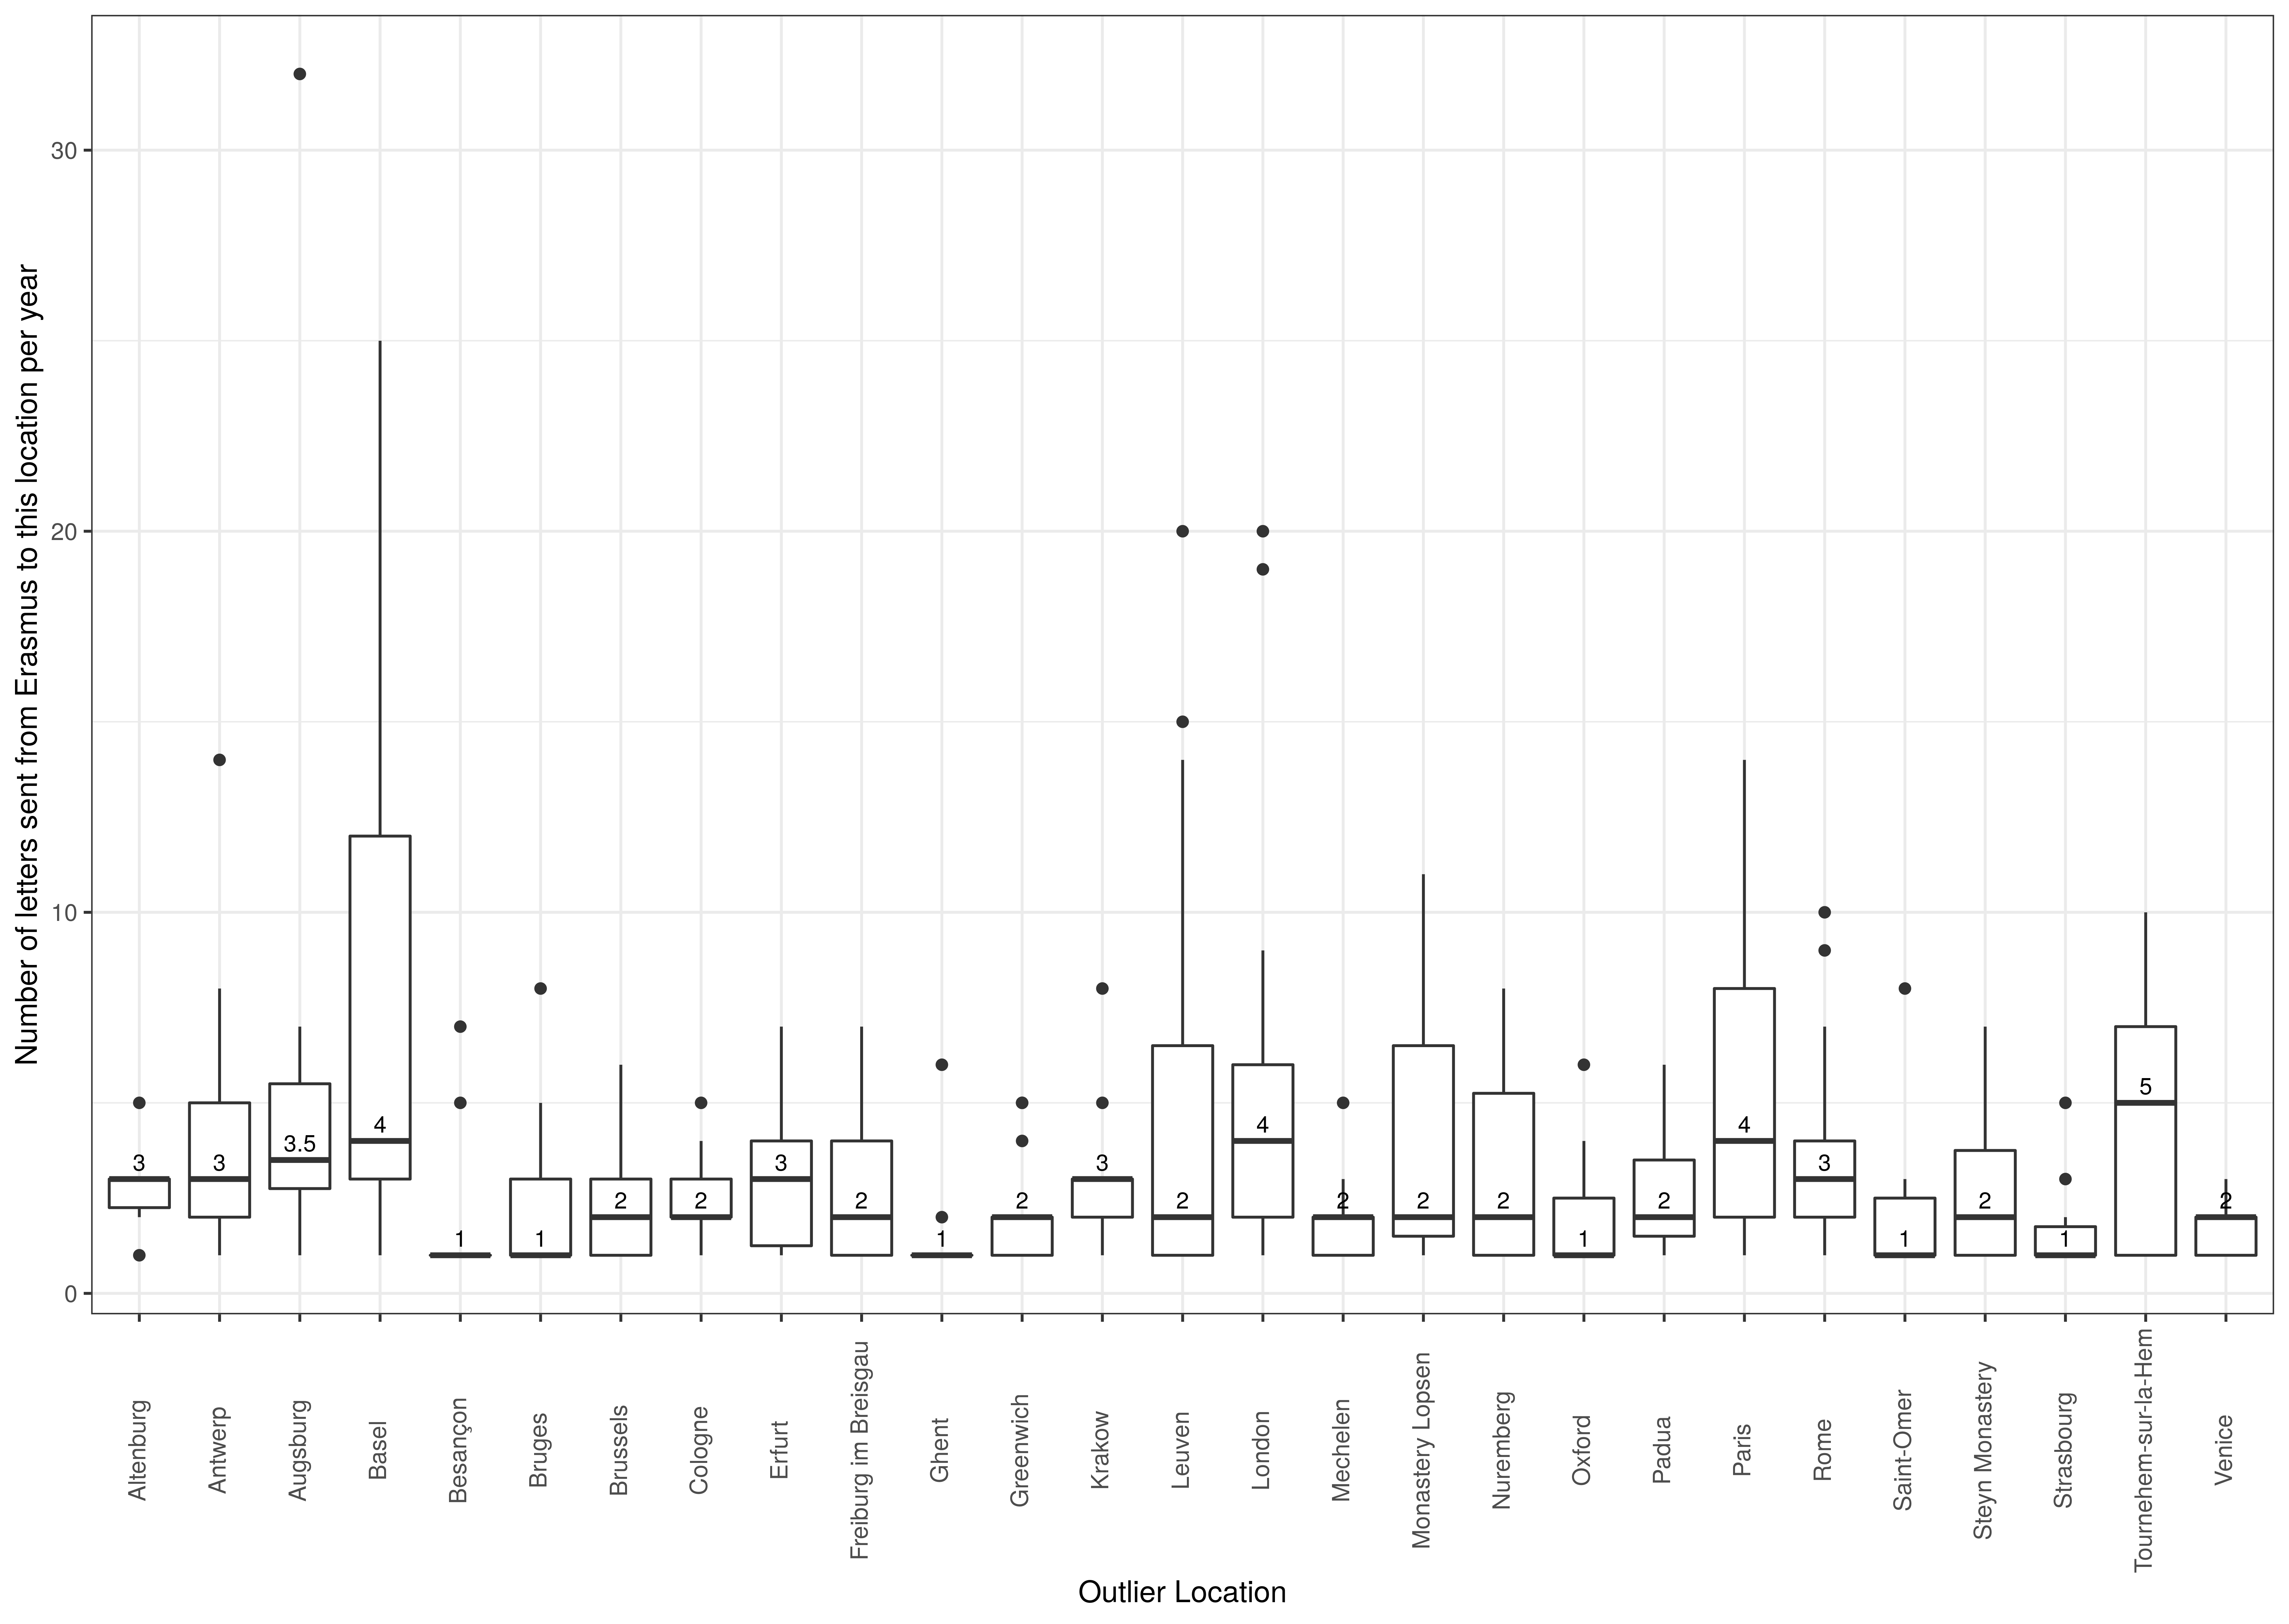 Number of letters sent from Erasmus to this location per year
30
20
10
0
3
3
3.5
4
1
1
2
2
3
2
1
2
3
2
4
2
2
2
1
2
4
3
1
2
1
5
2
Altenburg
Antwerp
Augsburg
Basel
Besançon
Bruges
Brussels
Cologne
Erfurt
Freiburg im Breisgau
Ghent
Greenwich
Krakow
Leuven
London
Mechelen
Monastery Lopsen
Nuremberg
Oxford
Padua
Paris
Rome
Saint-Omer
Steyn Monastery
Strasbourg
Tournehem-sur-la-Hem
Venice
Outlier Location